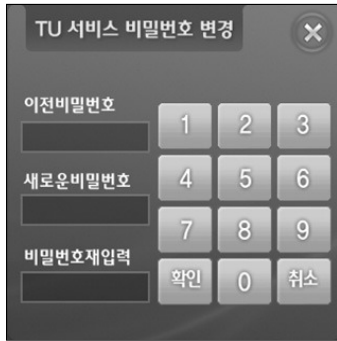 TU 서비스 비밀번호 변경
이전비밀번호
1 2 3
새로운비밀번호
4 5 6
7 8 9
비밀번호재입력
확인 0 취소